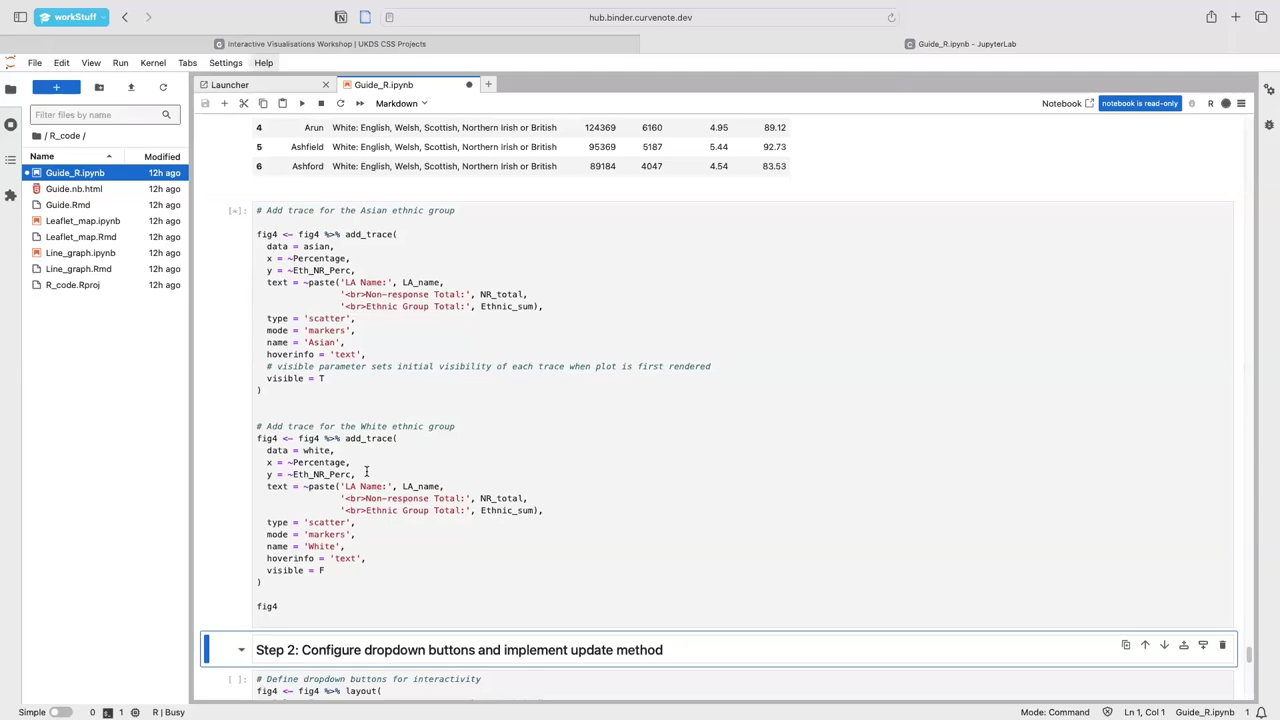 workStuff
hub.binder.curvenote.dev
Interactive Visualisations Workshop | UKDS CSS Projects
Guide_R.ipynb - JupyterLab
File Edit View Run Kernel Tabs Settings Help
Launcher
Guide_R.ipynb
Markdown
Notebook
notebook is read-only
R
Filter files by name
/ R_code /
Name Modified
Guide_R.ipynb 12h ago
Guide.nb.html 12h ago
Guide.Rmd 12h ago
Leaflet_map.ipynb 12h ago
Leaflet_map.Rmd 12h ago
Line_graph.ipynb 12h ago
Line_graph.Rmd 12h ago
R_code.Rproj 12h ago
4 Arun White: English, Welsh, Scottish, Northern Irish or British 124369 6160 4.95 89.12
5 Ashfield White: English, Welsh, Scottish, Northern Irish or British 95369 5187 5.44 92.73
6 Ashford White: English, Welsh, Scottish, Northern Irish or British 89184 4047 4.54 83.53
[*]:
# Add trace for the Asian ethnic group
fig4 <- fig4 %>% add_trace(
data = asian,
x = ~Percentage,
y = ~Eth_NR_Perc,
text = ~paste('LA Name:', LA_name,
'<br>Non-response Total:', NR_total,
'<br>Ethnic Group Total:', Ethnic_sum),
type = 'scatter',
mode = 'markers',
name = 'Asian',
hoverinfo = 'text',
# visible parameter sets initial visibility of each trace when plot is first rendered
visible = T
)
# Add trace for the White ethnic group
fig4 <- fig4 %>% add_trace(
data = white,
x = ~Percentage,
y = ~Eth_NR_Perc,
text = ~paste('LA Name:', LA_name,
'<br>Non-response Total:', NR_total,
'<br>Ethnic Group Total:', Ethnic_sum),
type = 'scatter',
mode = 'markers',
name = 'White',
hoverinfo = 'text',
visible = F
)
fig4
Step 2: Configure dropdown buttons and implement update method
[ ]:
# Define dropdown buttons for interactivity
fig4 <- fig4 %>% layout(
Simple 0 1 R | Busy
Mode: Command Ln 1, Col 1 Guide_R.ipynb 1